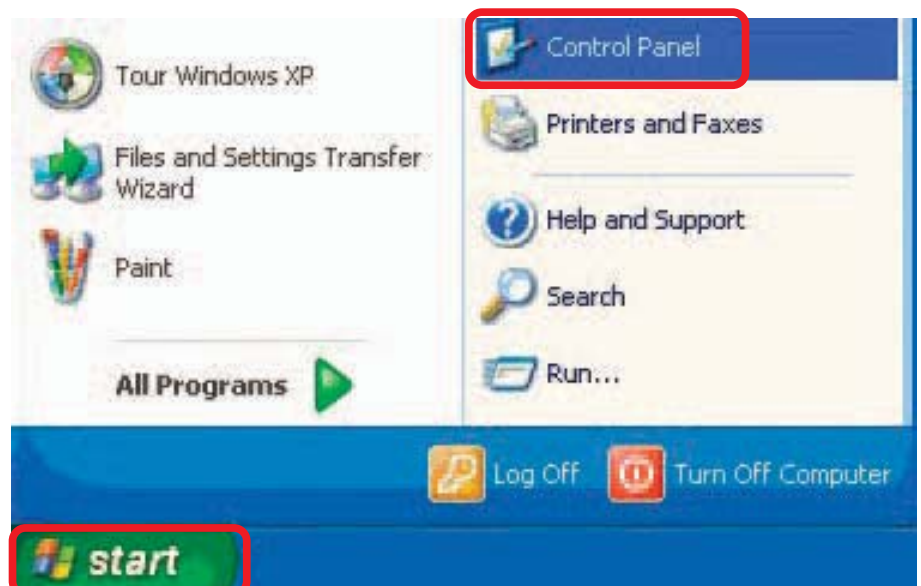 Tour Windows XP
Files and Settings Transfer
Wizard
Paint
All Programs
Control Panel
Printers and Faxes
Help and Support
Search
Run...
Log Off
Turn Off Computer
start